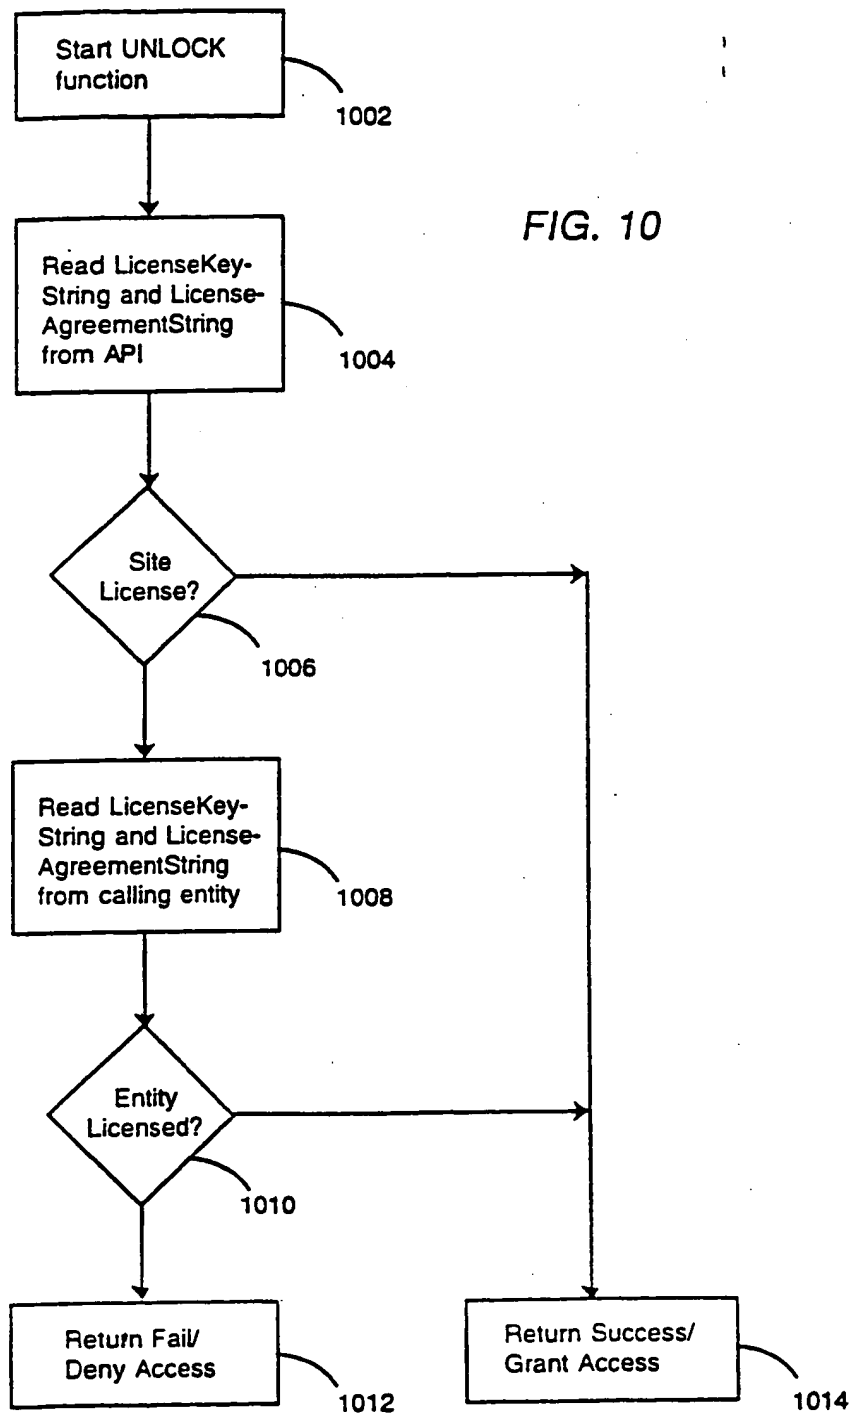 Start UNLOCK
function
1002
FIG. 10
Read LicenseKey-
String and License-
AgreementString
from API
1004
Site
License?
1006
Read LicenseKey-
String and License-
AgreementString
from calling entity
1008
Entity
Licensed?
1010
Return Fail/
Deny Access
1012
Return Success/
Grant Access
1014